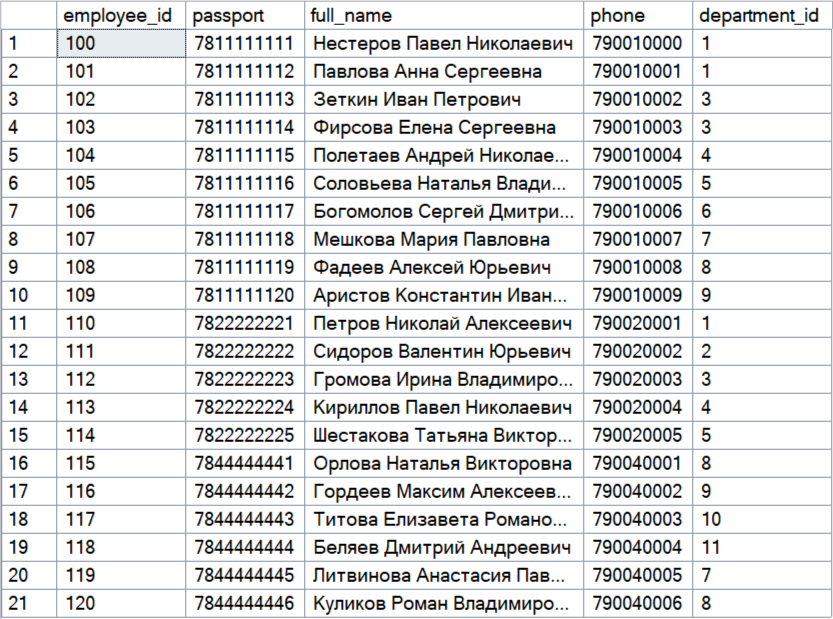 employee_id passport full_name phone department_id
1 100 7811111111 Нестеров Павел Николаевич 790010000 1
2 101 7811111112 Павлова Анна Сергеевна 790010001 1
3 102 7811111113 Зеткин Иван Петрович 790010002 3
4 103 7811111114 Фирсова Елена Сергеевна 790010003 3
5 104 7811111115 Полетаев Андрей Николае... 790010004 4
6 105 7811111116 Соловьева Наталья Влади... 790010005 5
7 106 7811111117 Богомолов Сергей Дмитри... 790010006 6
8 107 7811111118 Мешкова Мария Павловна 790010007 7
9 108 7811111119 Фадеев Алексей Юрьевич 790010008 8
10 109 7811111120 Аристов Константин Иван... 790010009 9
11 110 7822222221 Петров Николай Алексеевич 790020001 1
12 111 7822222222 Сидоров Валентин Юрьевич 790020002 2
13 112 7822222223 Громова Ирина Владимиро... 790020003 3
14 113 7822222224 Кириллов Павел Николаевич 790020004 4
15 114 7822222225 Шестакова Татьяна Виктор... 790020005 5
16 115 7844444441 Орлова Наталья Викторовна 790040001 8
17 116 7844444442 Гордеев Максим Алексеев... 790040002 9
18 117 7844444443 Титова Елизавета Романо... 790040003 10
19 118 7844444444 Беляев Дмитрий Андреевич 790040004 11
20 119 7844444445 Литвинова Анастасия Пав... 790040005 7
21 120 7844444446 Куликов Роман Владимиро... 790040006 8